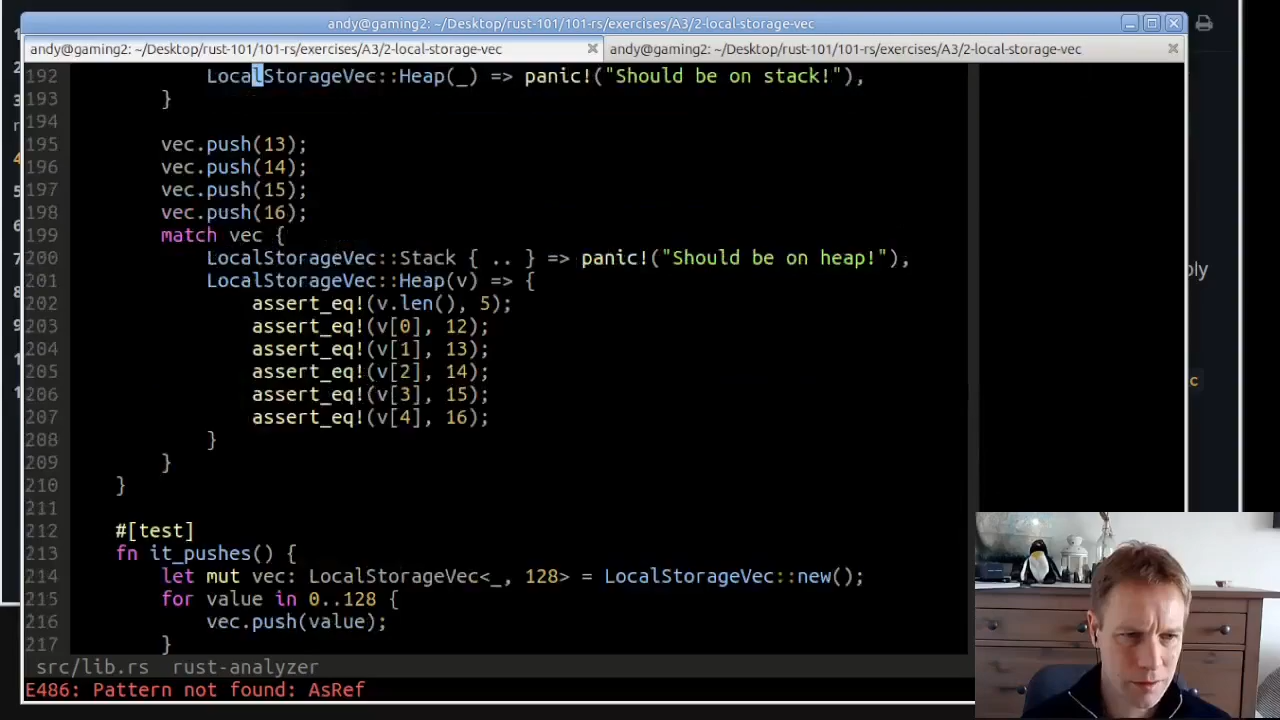 andy@gaming2: ~/Desktop/rust-101/101-rs/exercises/A3/2-local-storage-vec
andy@gaming2: ~/Desktop/rust-101/101-rs/exercises/A3/2-local-storage-vec
andy@gaming2: ~/Desktop/rust-101/101-rs/exercises/A3/2-local-storage-vec
192 LocalStorageVec::Heap(_) => panic!("Should be on stack!"),
193 }
194
195 vec.push(13);
196 vec.push(14);
197 vec.push(15);
198 vec.push(16);
199 match vec {
200 LocalStorageVec::Stack { .. } => panic!("Should be on heap!"),
201 LocalStorageVec::Heap(v) => {
202 assert_eq!(v.len(), 5);
203 assert_eq!(v[0], 12);
204 assert_eq!(v[1], 13);
205 assert_eq!(v[2], 14);
206 assert_eq!(v[3], 15);
207 assert_eq!(v[4], 16);
208 }
209 }
210 }
211
212 #[test]
213 fn it_pushes() {
214 let mut vec: LocalStorageVec<_, 128> = LocalStorageVec::new();
215 for value in 0..128 {
216 vec.push(value);
217 }
src/lib.rs rust-analyzer
E486: Pattern not found: AsRef